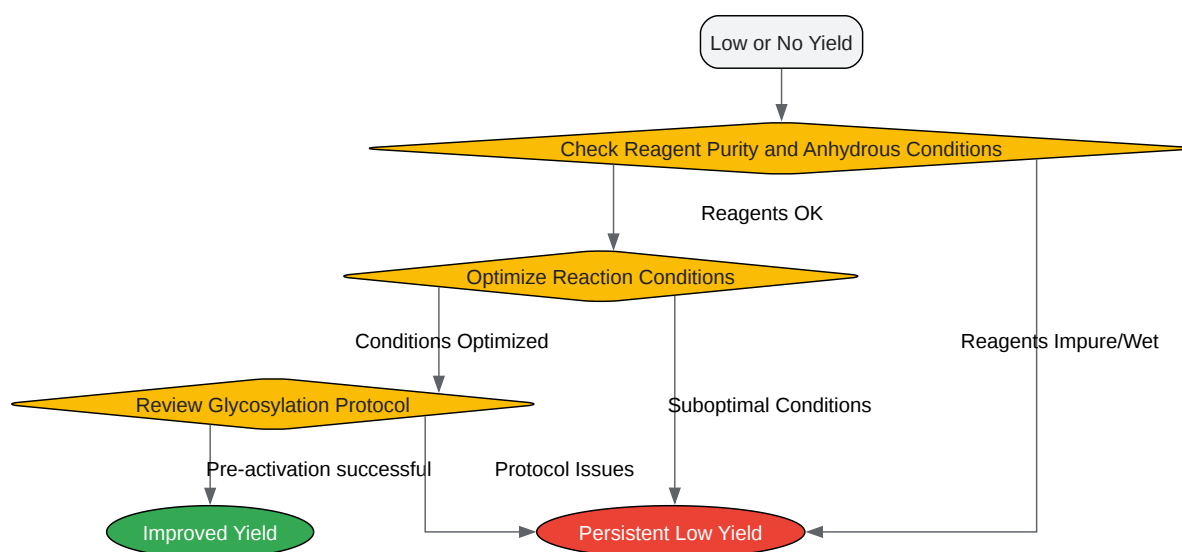 Low or No Yield
Check Reagent Purity and Anhydrous Conditions
Reagents OK
Optimize Reaction Conditions
Conditions Optimized
Reagents Impure/Wet
Review Glycosylation Protocol
Suboptimal Conditions
Pre-activation successful
Protocol Issues
Improved Yield
Persistent Low Yield